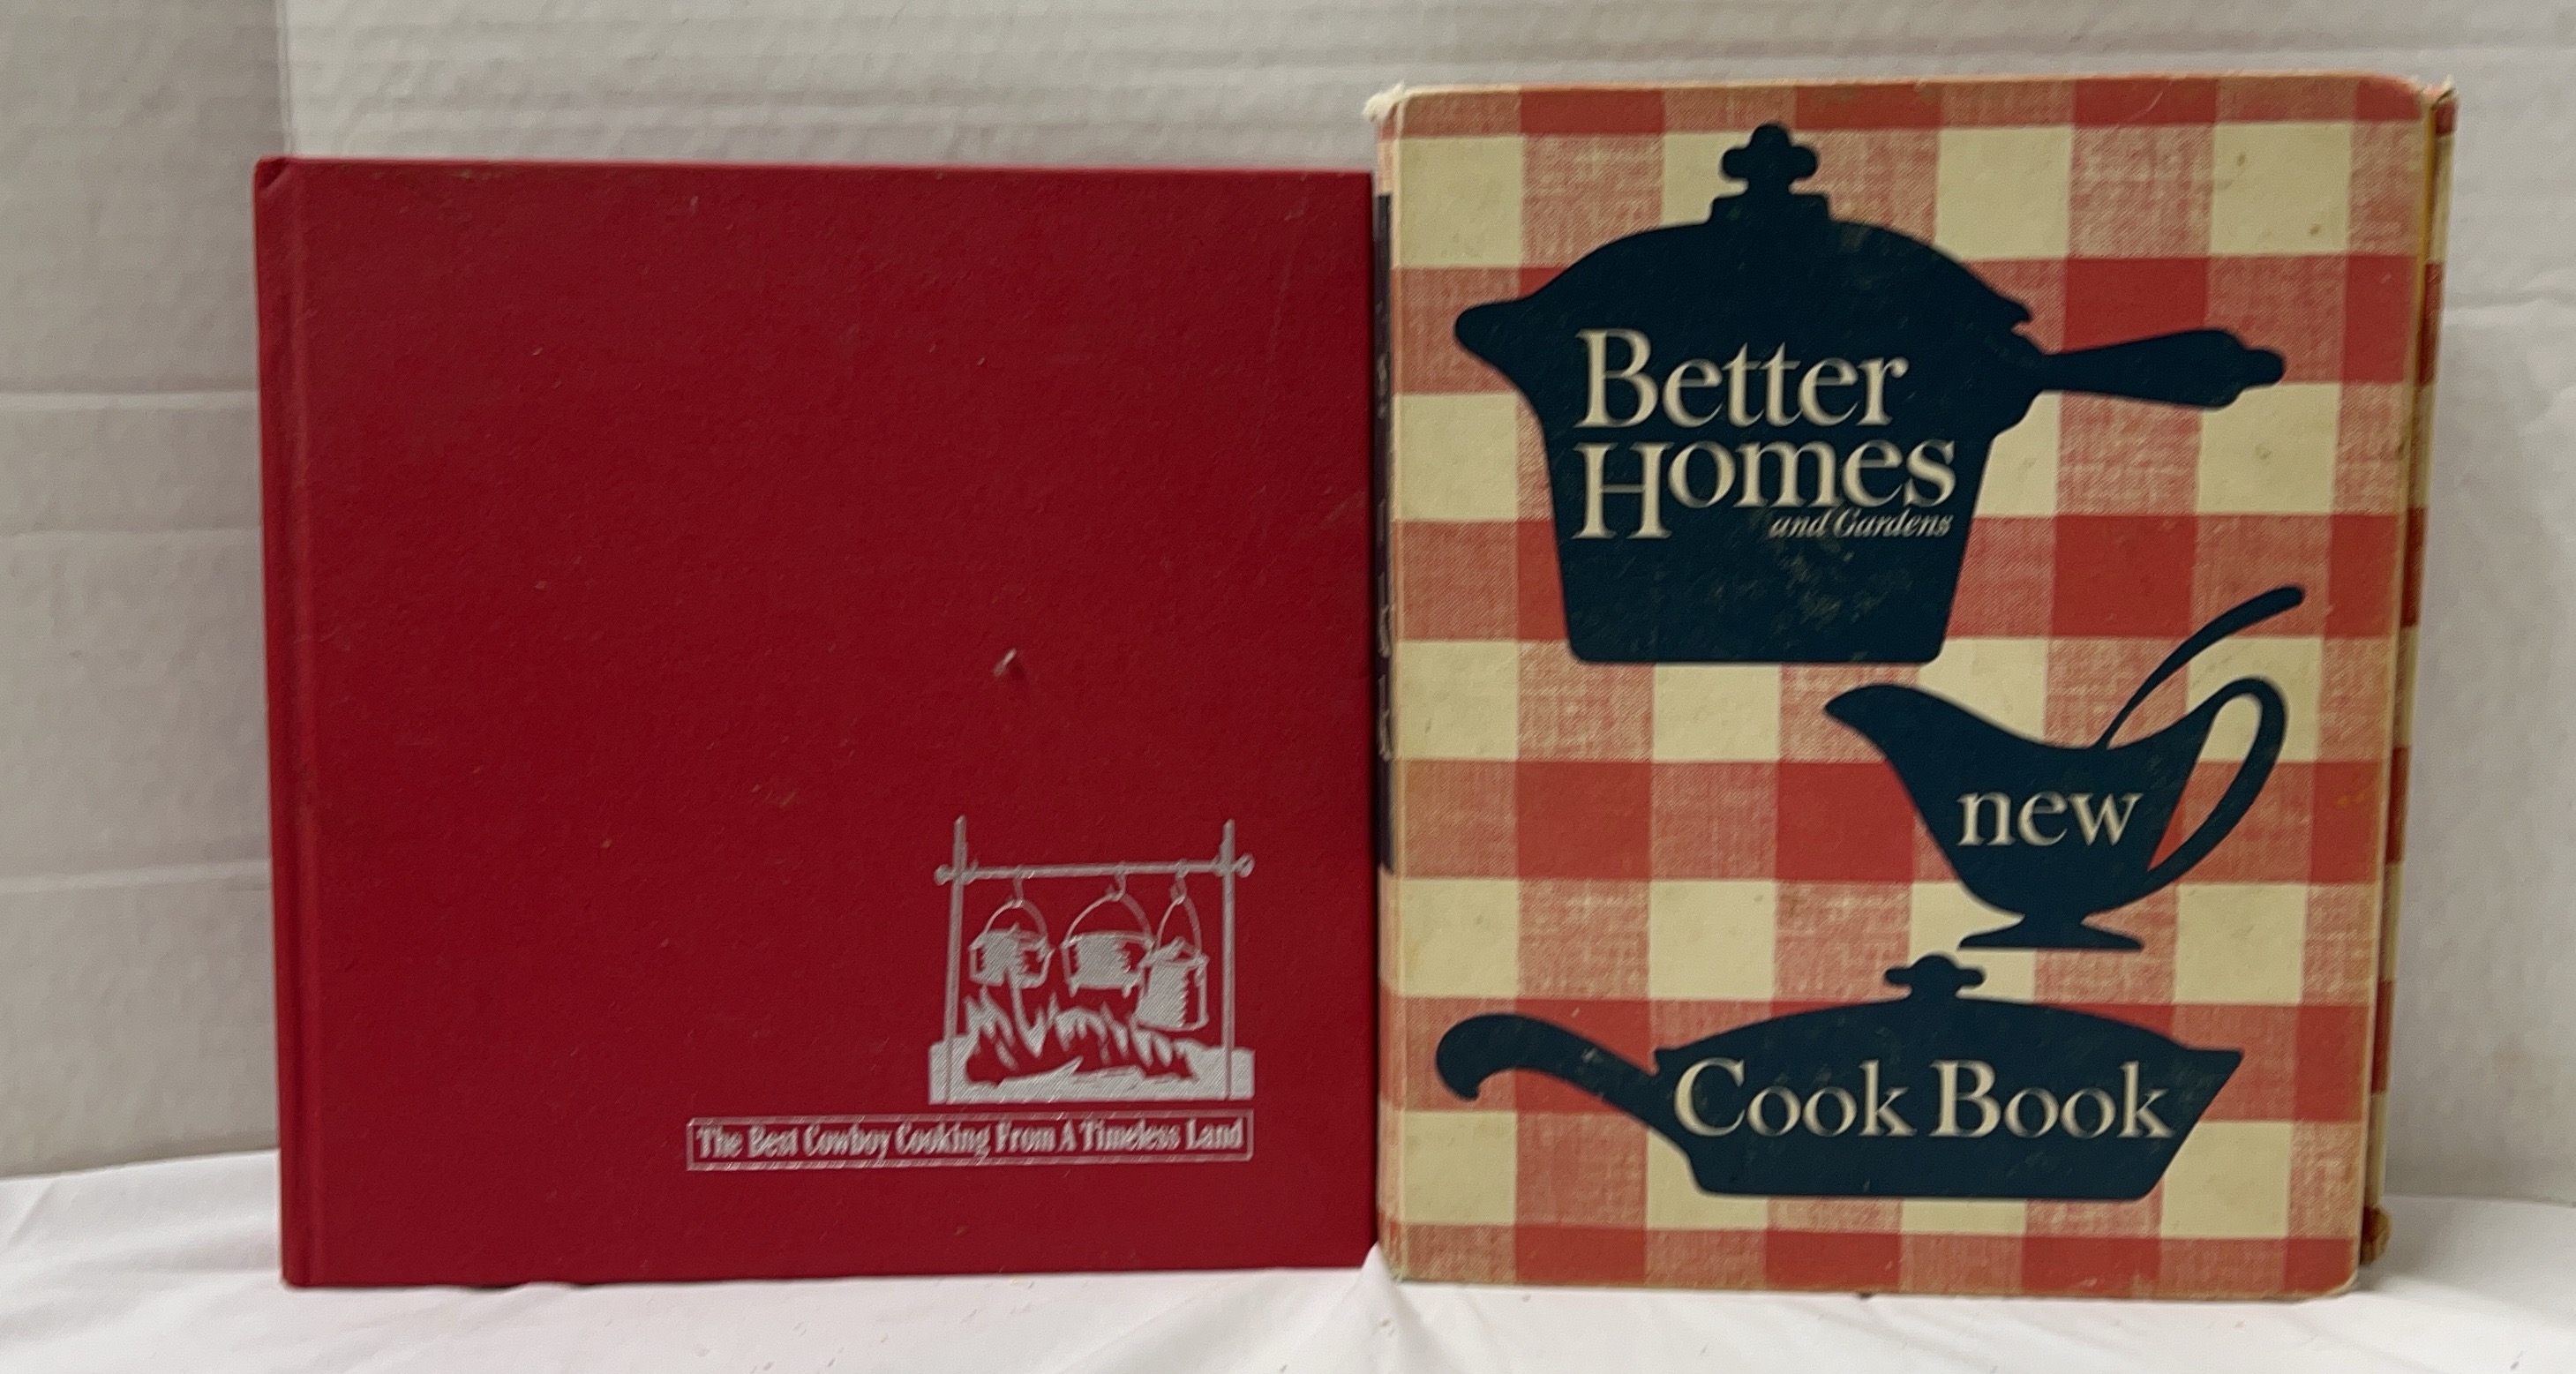 The Best Cowboy Cooking From A Timeless Land
Better
Homes
and Gardens
new
Cook Book